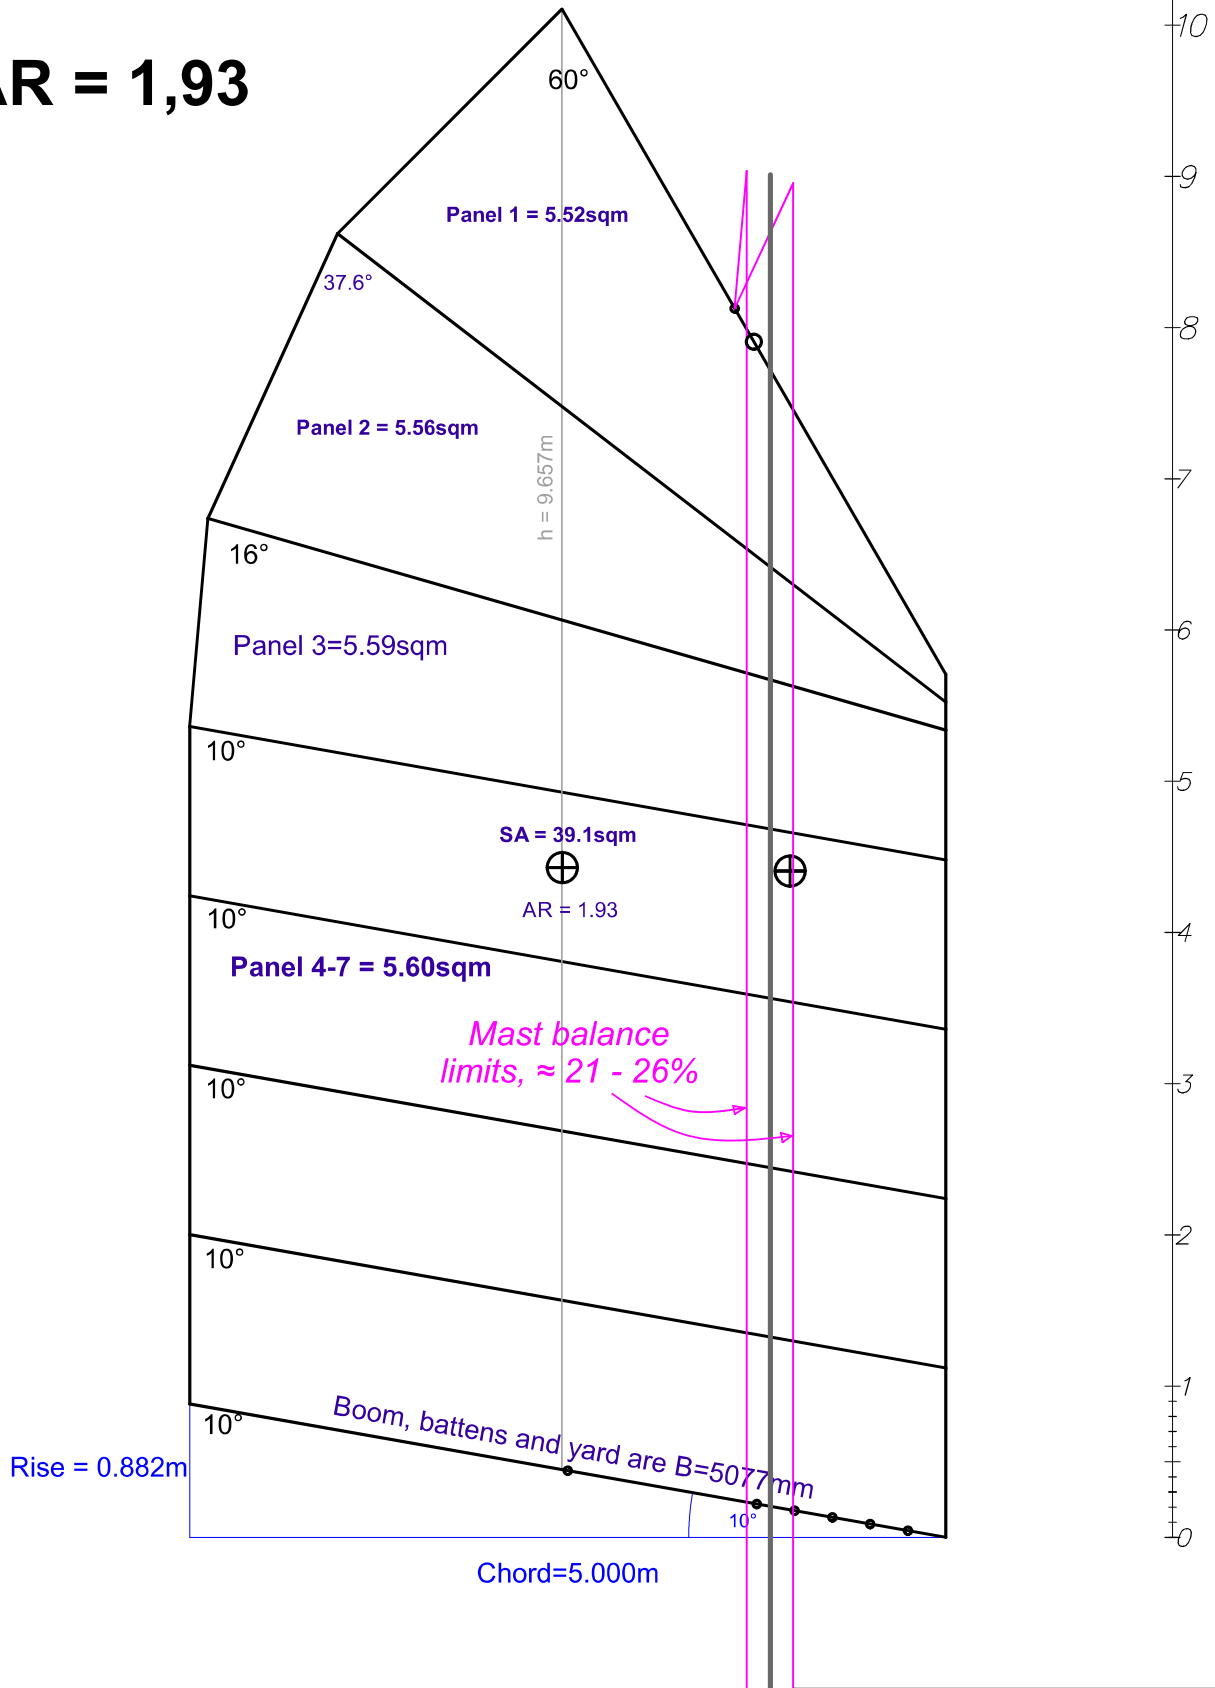 10
60°
AR = 1,93
9
Panel 1 = 5.52sqm
37.6°
8
Panel 2 = 5.56sqm
h = 9.657m
7
16°
6
Panel 3=5.59sqm
10°
5
SA = 39.1sqm
AR = 1.93
10°
4
Panel 4-7 = 5.60sqm
Mast balance
limits, ≈ 21 - 26%
3
10°
2
10°
1
Boom, battens and yard are B=5077mm
10°
Rise = 0.882m
10°
0
Chord=5.000m